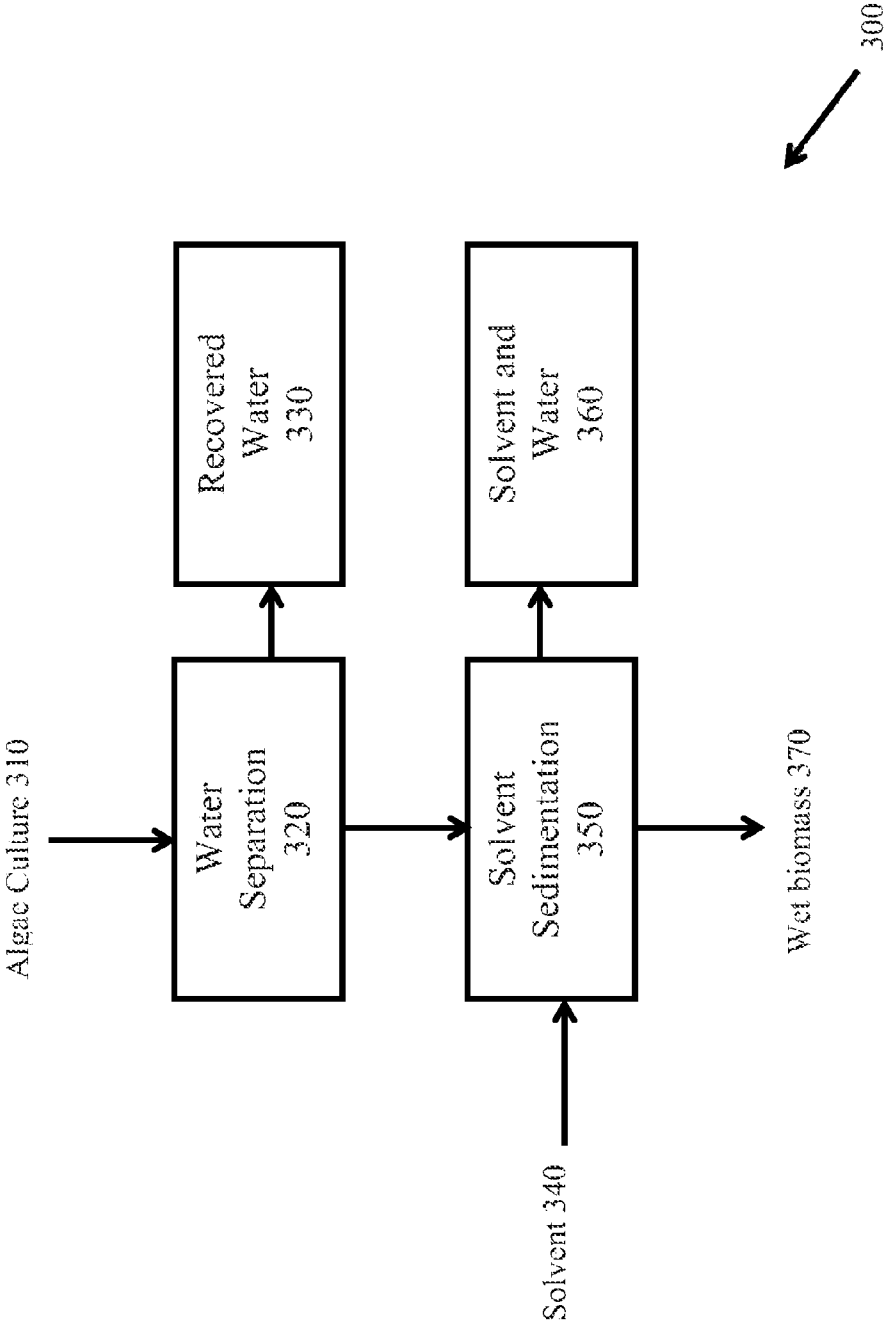 Algae Culture 310
Water
Separation
320
Recovered
Water
330
Solvent 340
Solvent
Sedimentation
350
Solvent and
Water
360
Wet biomass 370
300